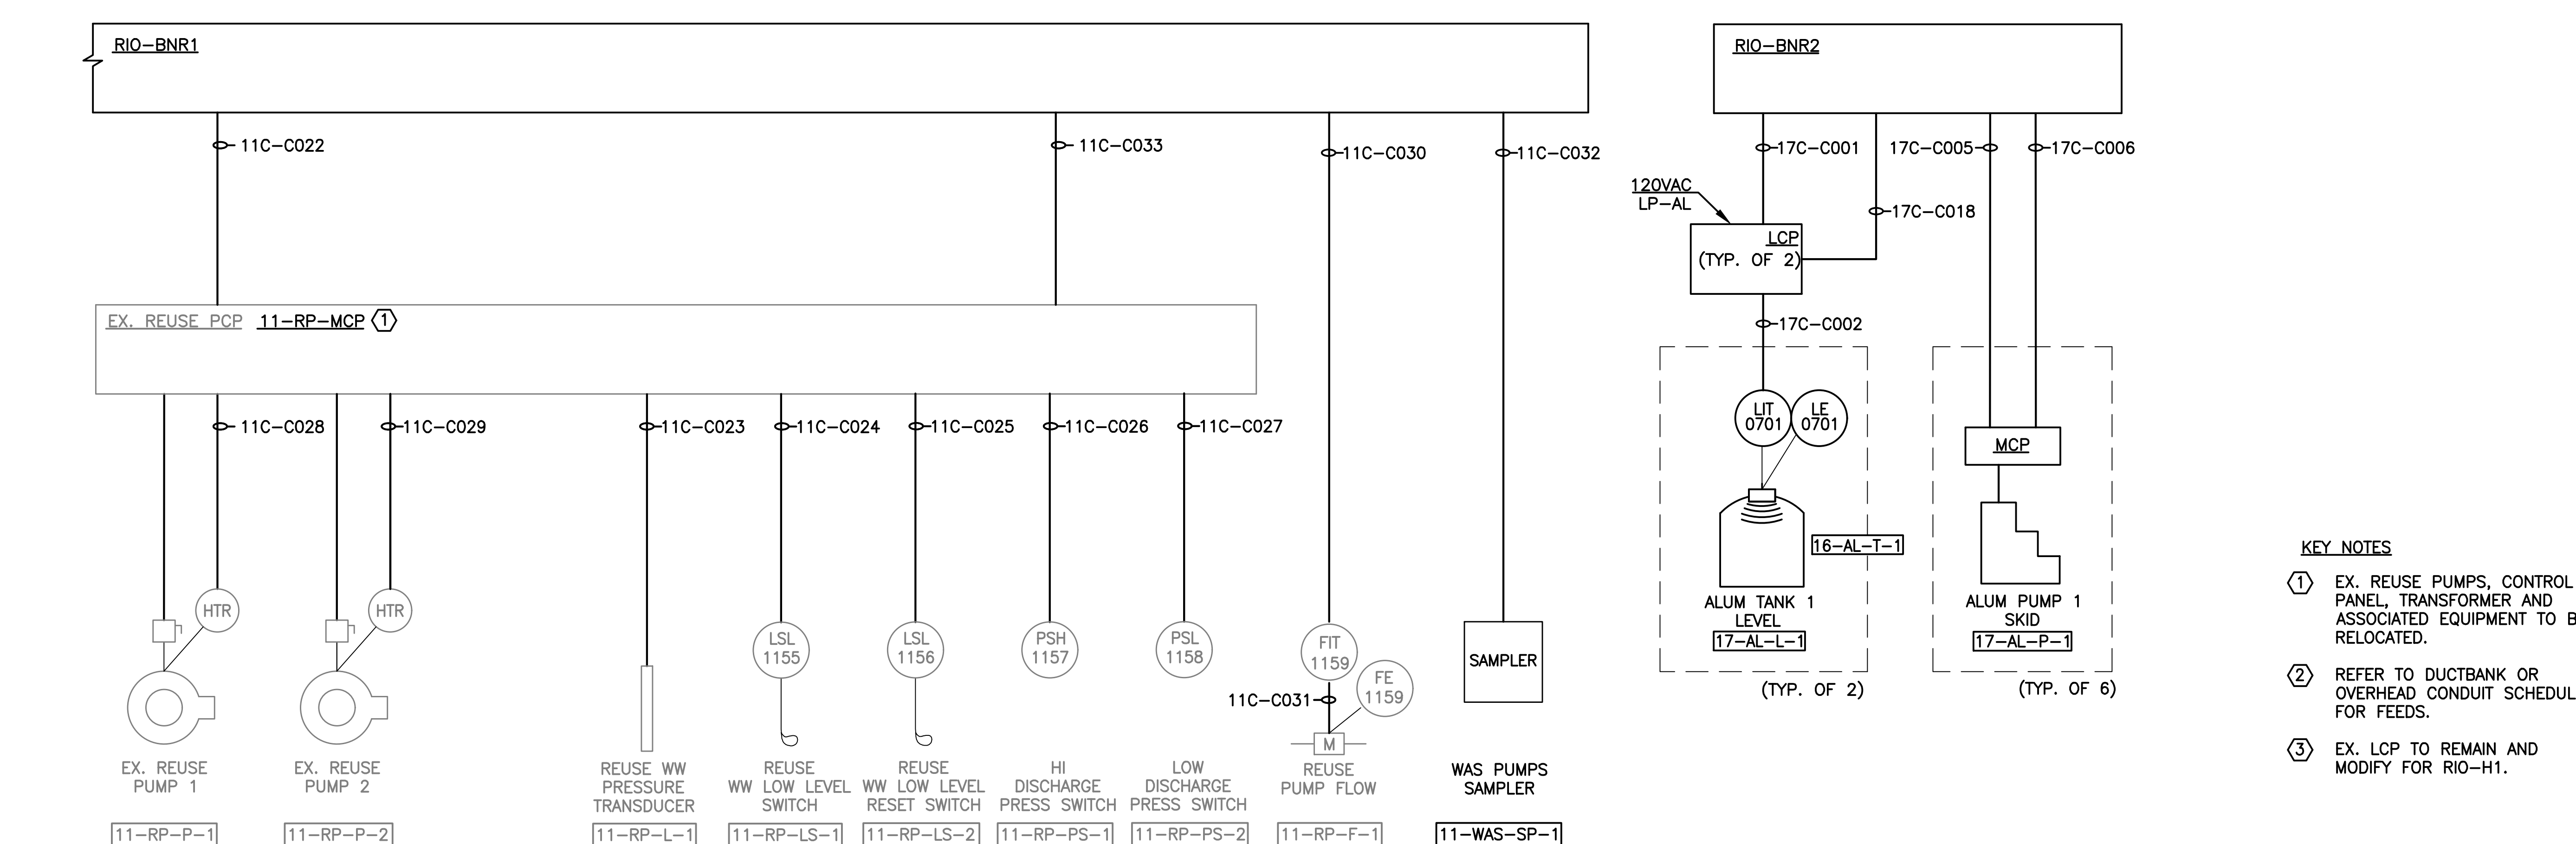 RIO-BNR1
RIO-BNR2
11C-C022
11C-C033
11C-C030
11C-C032
17C-C001
17C-C005
17C-C006
120VAC
LP-AL
17C-C018
LCP
(TYP. OF 2)
EX. REUSE PCP 11-RP-MCP 1
17C-C002
11C-C028
11C-C029
11C-C023
11C-C024
11C-C025
11C-C026
11C-C027
LIT
0701
LE
0701
MCP
16-AL-T-1
ALUM TANK 1
LEVEL
17-AL-L-1
(TYP. OF 2)
ALUM PUMP 1
SKID
17-AL-P-1
(TYP. OF 6)
HTR
HTR
LSL
1155
LSL
1156
PSH
1157
PSL
1158
FIT
1159
FE
1159
11C-C031
M
SAMPLER
EX. REUSE
PUMP 1
11-RP-P-1
EX. REUSE
PUMP 2
11-RP-P-2
REUSE WW
PRESSURE
TRANSDUCER
11-RP-L-1
REUSE
WW LOW LEVEL
SWITCH
11-RP-LS-1
REUSE
WW LOW LEVEL
RESET SWITCH
11-RP-LS-2
HI
DISCHARGE
PRESS SWITCH
11-RP-PS-1
LOW
DISCHARGE
PRESS SWITCH
11-RP-PS-2
REUSE
PUMP FLOW
11-RP-F-1
WAS PUMPS
SAMPLER
11-WAS-SP-1
KEY NOTES
1 EX. REUSE PUMPS, CONTROL
PANEL, TRANSFORMER AND
ASSOCIATED EQUIPMENT TO B
RELOCATED.
2 REFER TO DUCTBANK OR
OVERHEAD CONDUIT SCHEDUL
FOR FEEDS.
3 EX. LCP TO REMAIN AND
MODIFY FOR RIO-H1.